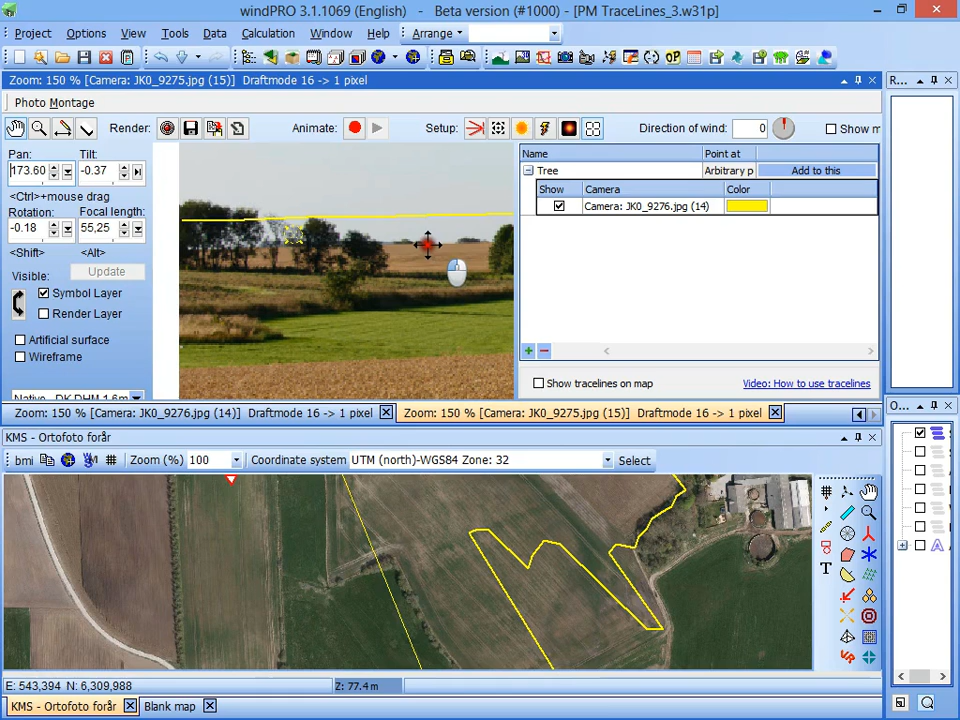 windPRO 3.1.1069 (English) - Beta version (#1000) - [PM TraceLines_3.w31p]
Project Options View Tools Data Calculation Window Help Arrange
Zoom: 150 % [Camera: JK0_9275.jpg (15)] Draftmode 16 -> 1 pixel
R...
Photo Montage
Render: Animate: Setup: Direction of wind: 0 Show m
Pan: Tilt:
173.60 -0.37
<Ctrl>+mouse drag
Rotation: Focal length:
-0.18 55,25
<Shift> <Alt>
Update
Visible:
Symbol Layer
Render Layer
Artificial surface
Wireframe
Native - DK DHM 1.6 m
Name Point at
Tree Arbitrary p Add to this
Show Camera Color
Camera: JK0_9276.jpg (14)
Show tracelines on map Video: How to use tracelines
Zoom: 150 % [Camera: JK0_9276.jpg (14)] Draftmode 16 -> 1 pixel Zoom: 150 % [Camera: JK0_9275.jpg (15)] Draftmode 16 -> 1 pixel
O...
KMS - Ortofoto forår
bmi Zoom (%) 100 Coordinate system UTM (north)-WGS84 Zone: 32 Select
T
A
E: 543,394 N: 6,309,988 Z: 77.4 m
KMS - Ortofoto forår Blank map